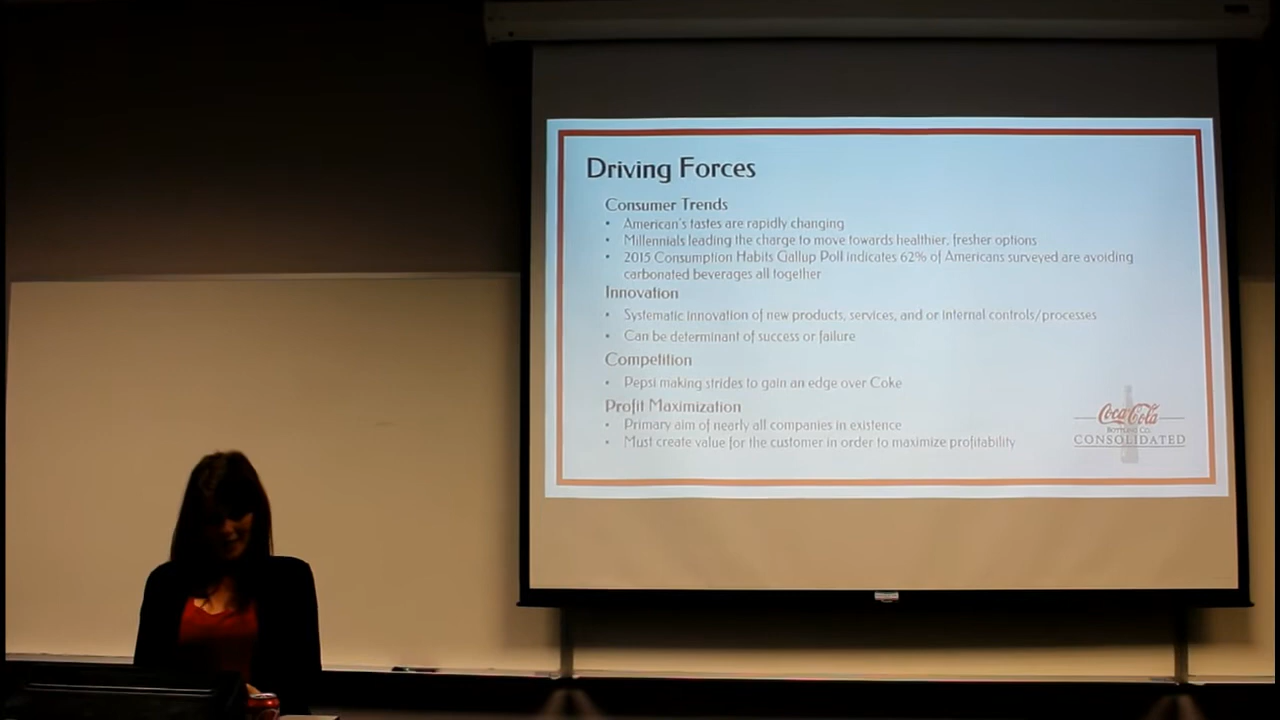 Driving Forces
Consumer Trends
• American's tastes are rapidly changing
• Millennials leading the charge to move towards healthier, fresher options
• 2015 Consumption Habits Gallup Poll indicates 62% of Americans surveyed are avoiding
carbonated beverages all together
Innovation
• Systematic innovation of new products, services, and or internal controls/processes
• Can be determinant of success or failure
Competition
• Pepsi making strides to gain an edge over Coke
Profit Maximization
• Primary aim of nearly all companies in existence
• Must create value for the customer in order to maximize profitability
Coca-Cola
BOTTLING CO.
CONSOLIDATED